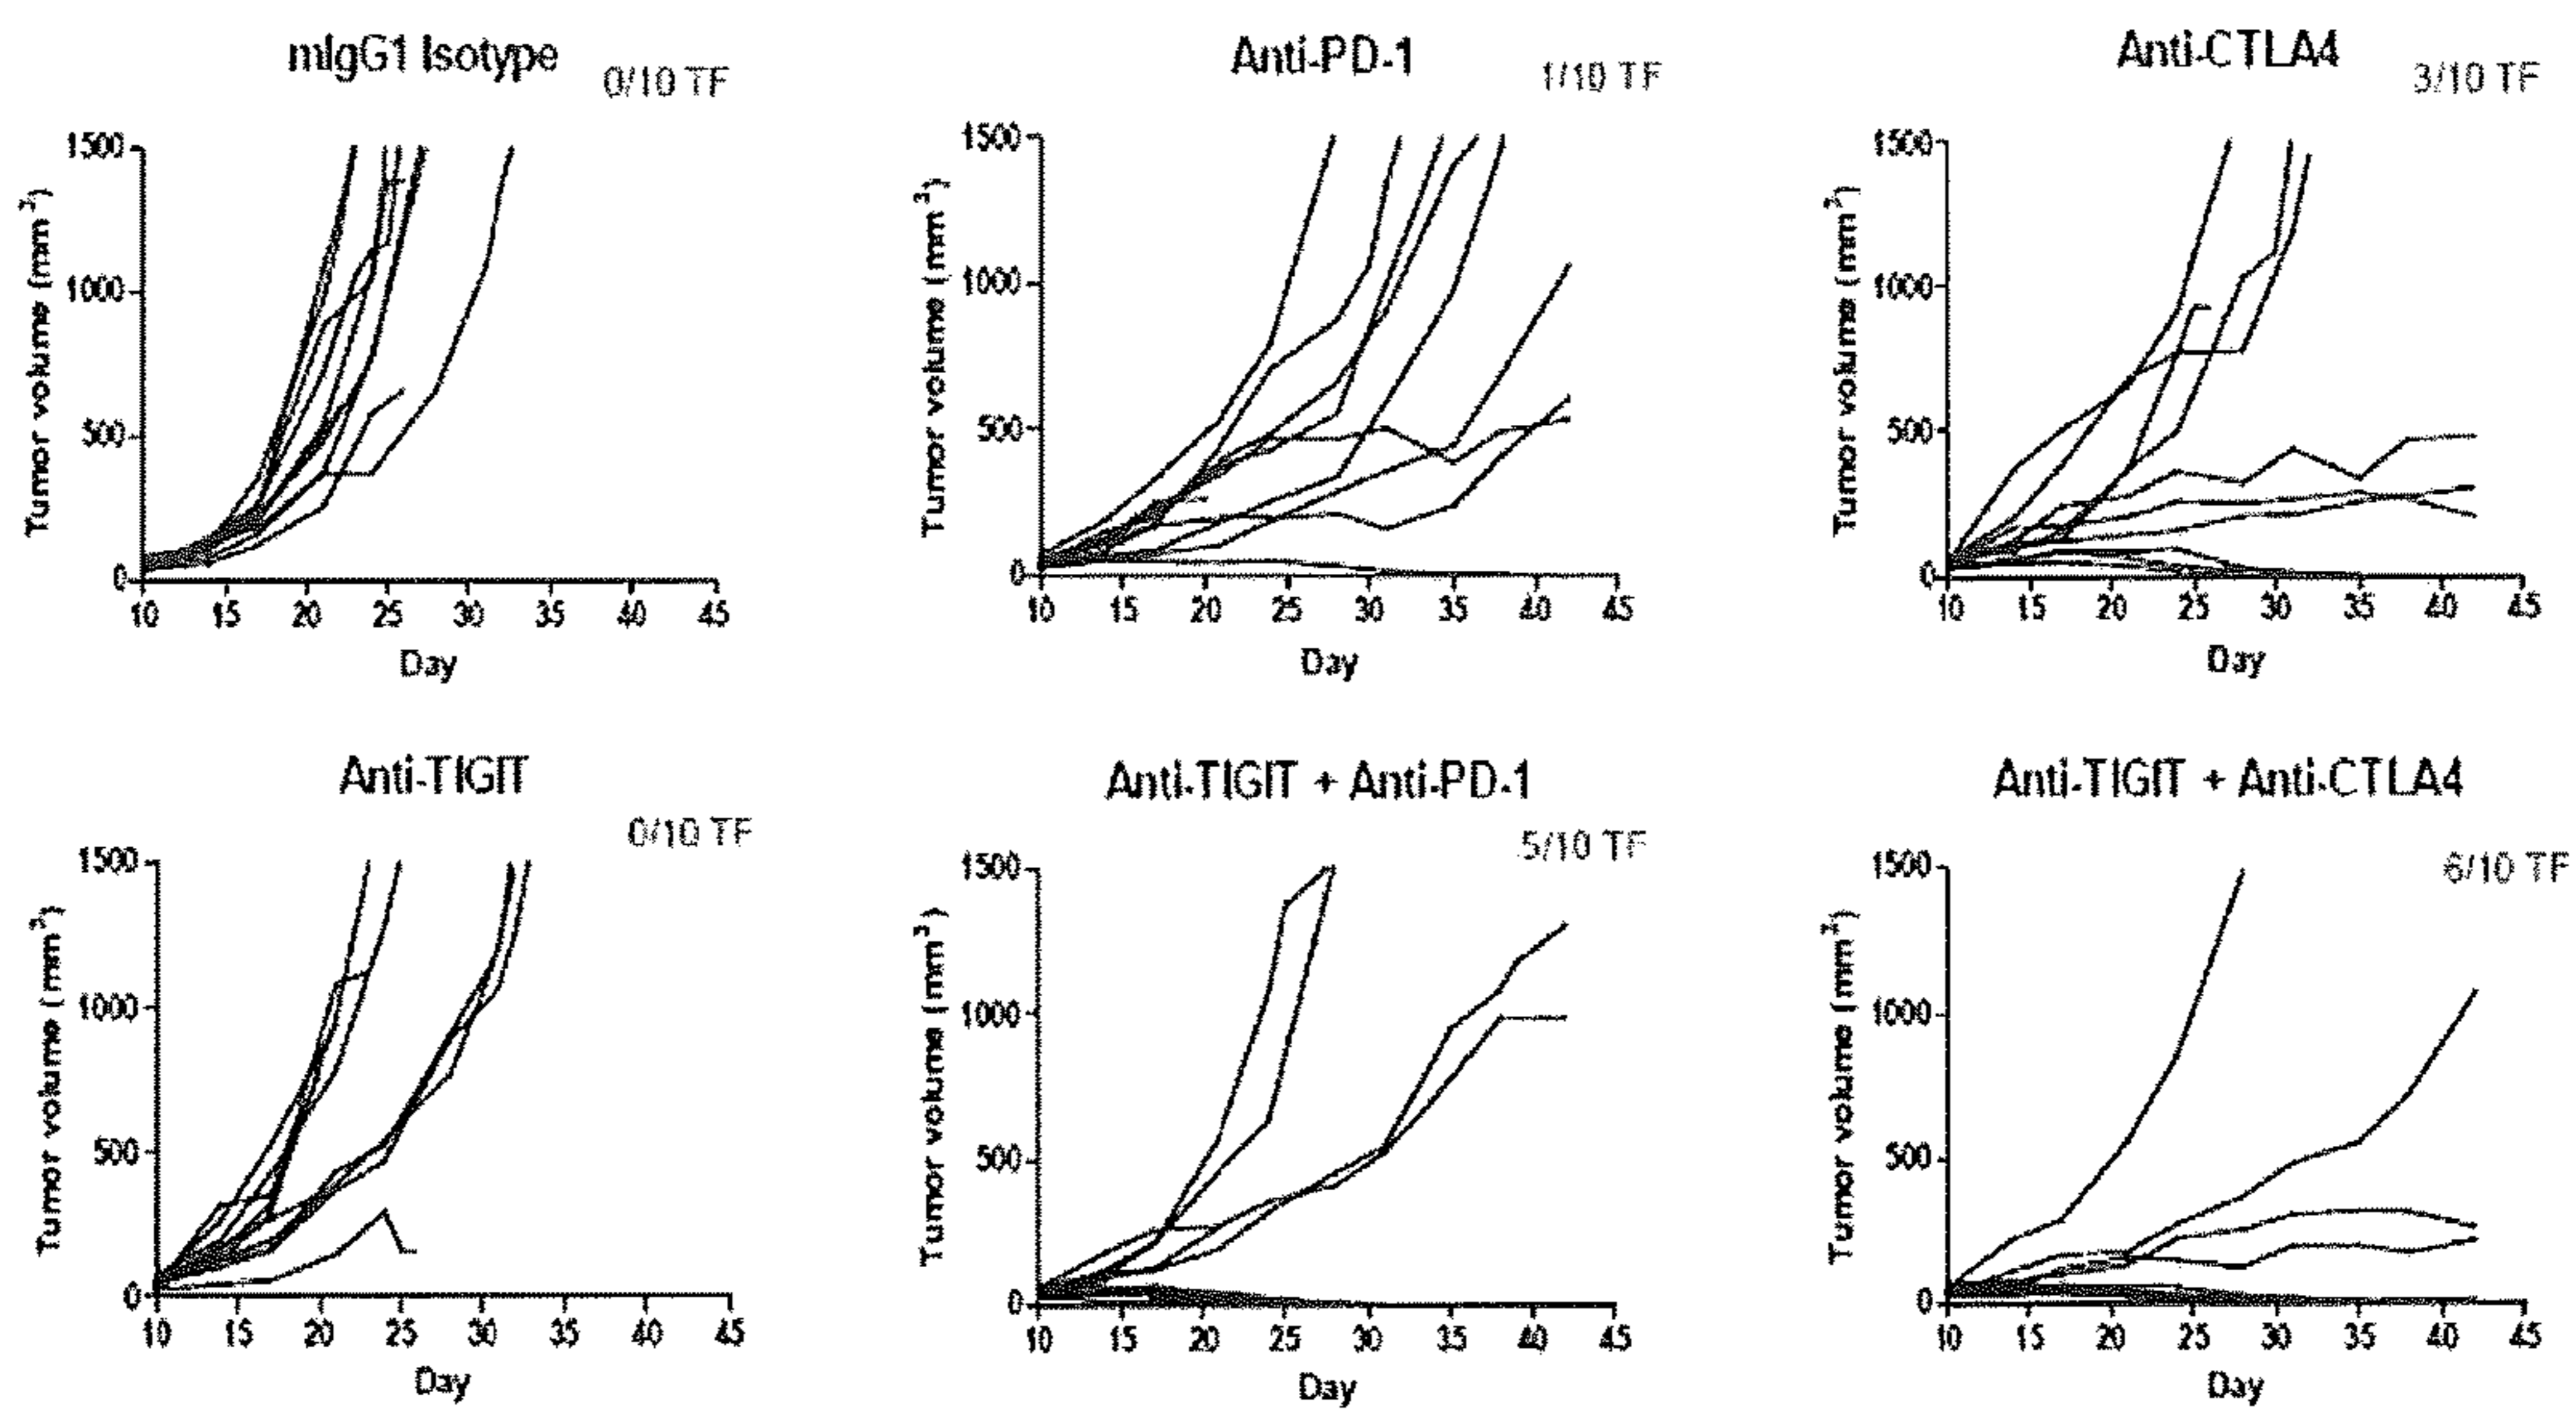 mIgG1 Isotype
0/10 TF
Tumor volume (mm³)
1500
1000
500
0
10 15 20 25 30 35 40 45
Day
Anti-PD-1
1/10 TF
Tumor volume (mm³)
1500
1000
500
0
10 15 20 25 30 35 40 45
Day
Anti-CTLA4
3/10 TF
Tumor volume (mm³)
1500
1000
500
0
10 15 20 25 30 35 40 45
Day
Anti-TIGIT
0/10 TF
Tumor volume (mm³)
1500
1000
500
0
10 15 20 25 30 35 40 45
Day
Anti-TIGIT + Anti-PD-1
5/10 TF
Tumor volume (mm³)
1500
1000
500
0
10 15 20 25 30 35 40 45
Day
Anti-TIGIT + Anti-CTLA4
6/10 TF
Tumor volume (mm³)
1500
1000
500
0
10 15 20 25 30 35 40 45
Day